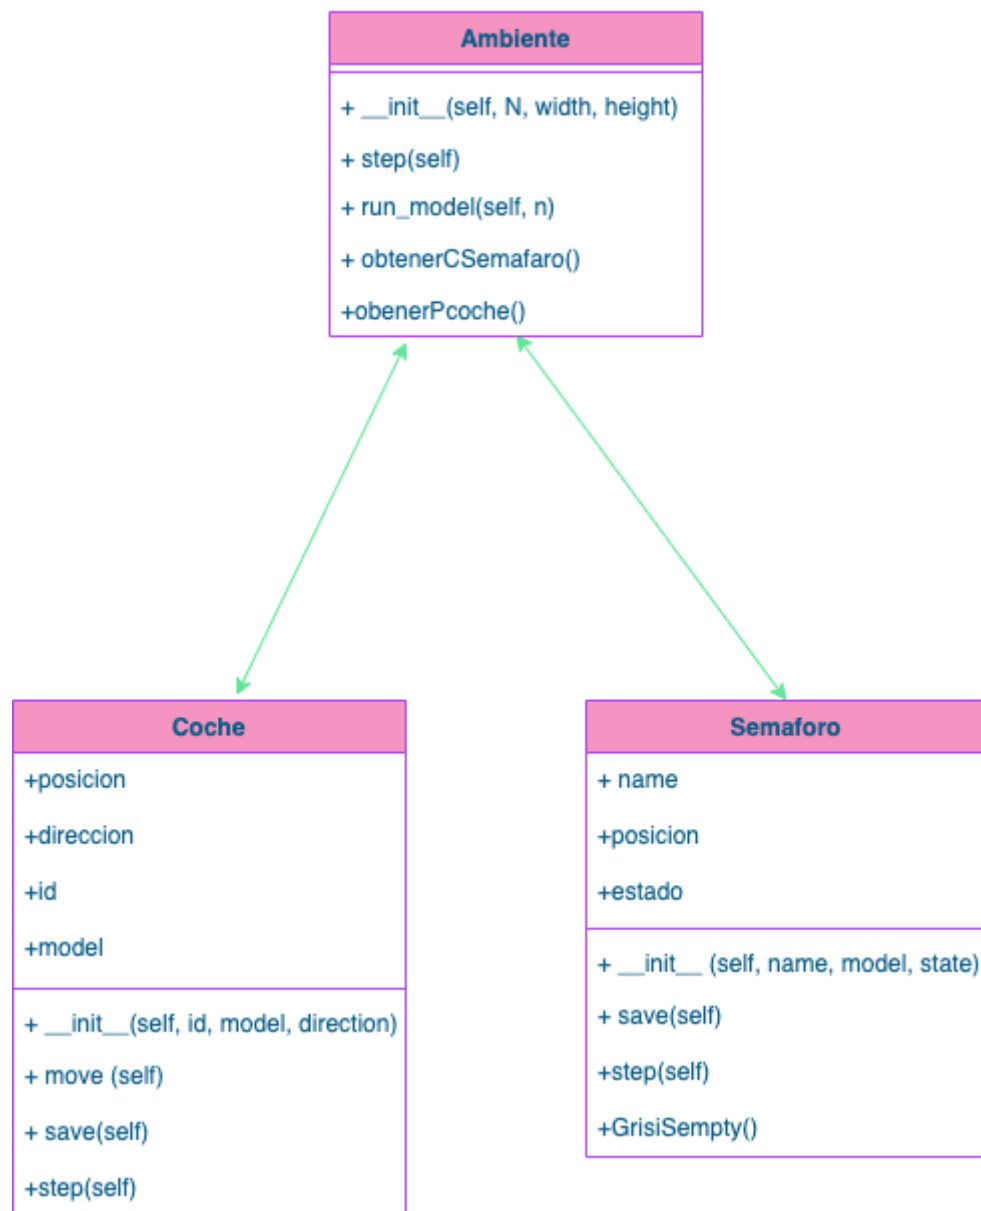 Ambiente
+ __init__(self, N, width, height)
+ step(self)
+ run_model(self, n)
+ obtenerCSemafaro()
+obenerPcoche()
Coche
+posicion
+direccion
+id
+model
+ __init__(self, id, model, direction)
+ move (self)
+ save(self)
+step(self)
Semaforo
+ name
+posicion
+estado
+ __init__ (self, name, model, state)
+ save(self)
+step(self)
+GrisiSempty()